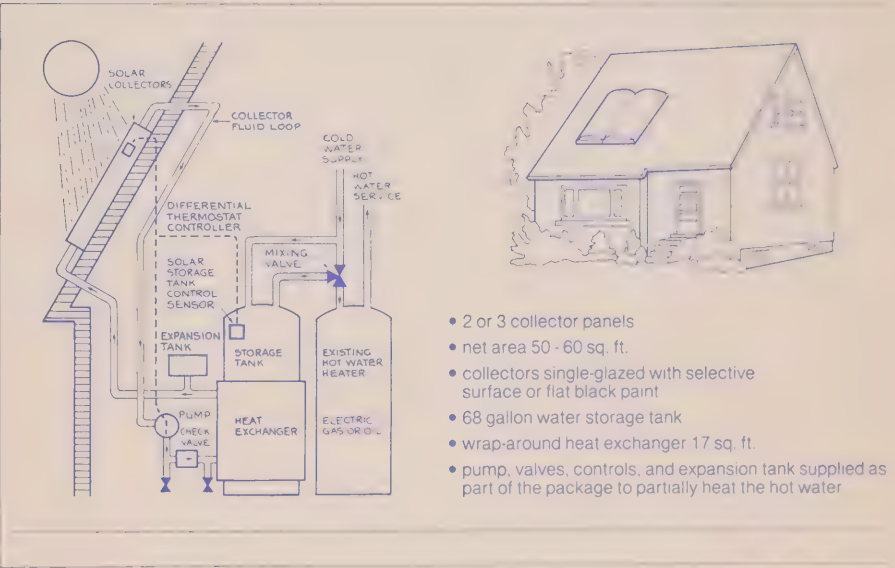 SOLAR
COLLECTORS
COLLECTOR
FLUID LOOP
COLD
WATER
SUPPLY
HOT
WATER
SERVICE
DIFFERENTIAL
THERMOSTAT
CONTROLLER
MIXING
VALVE
SOLAR
STORAGE
TANK
CONTROL
SENSOR
EXPANSION
TANK
STORAGE
TANK
EXISTING
HOT WATER
HEATER
PUMP
CHECK
VALVE
HEAT
EXCHANGER
ELECTRIC
GAS OR OIL
• 2 or 3 collector panels
• net area 50 - 60 sq. ft.
• collectors single-glazed with selective
surface or flat black paint
• 68 gallon water storage tank
• wrap-around heat exchanger 17 sq. ft.
• pump, valves, controls, and expansion tank supplied as
part of the package to partially heat the hot water